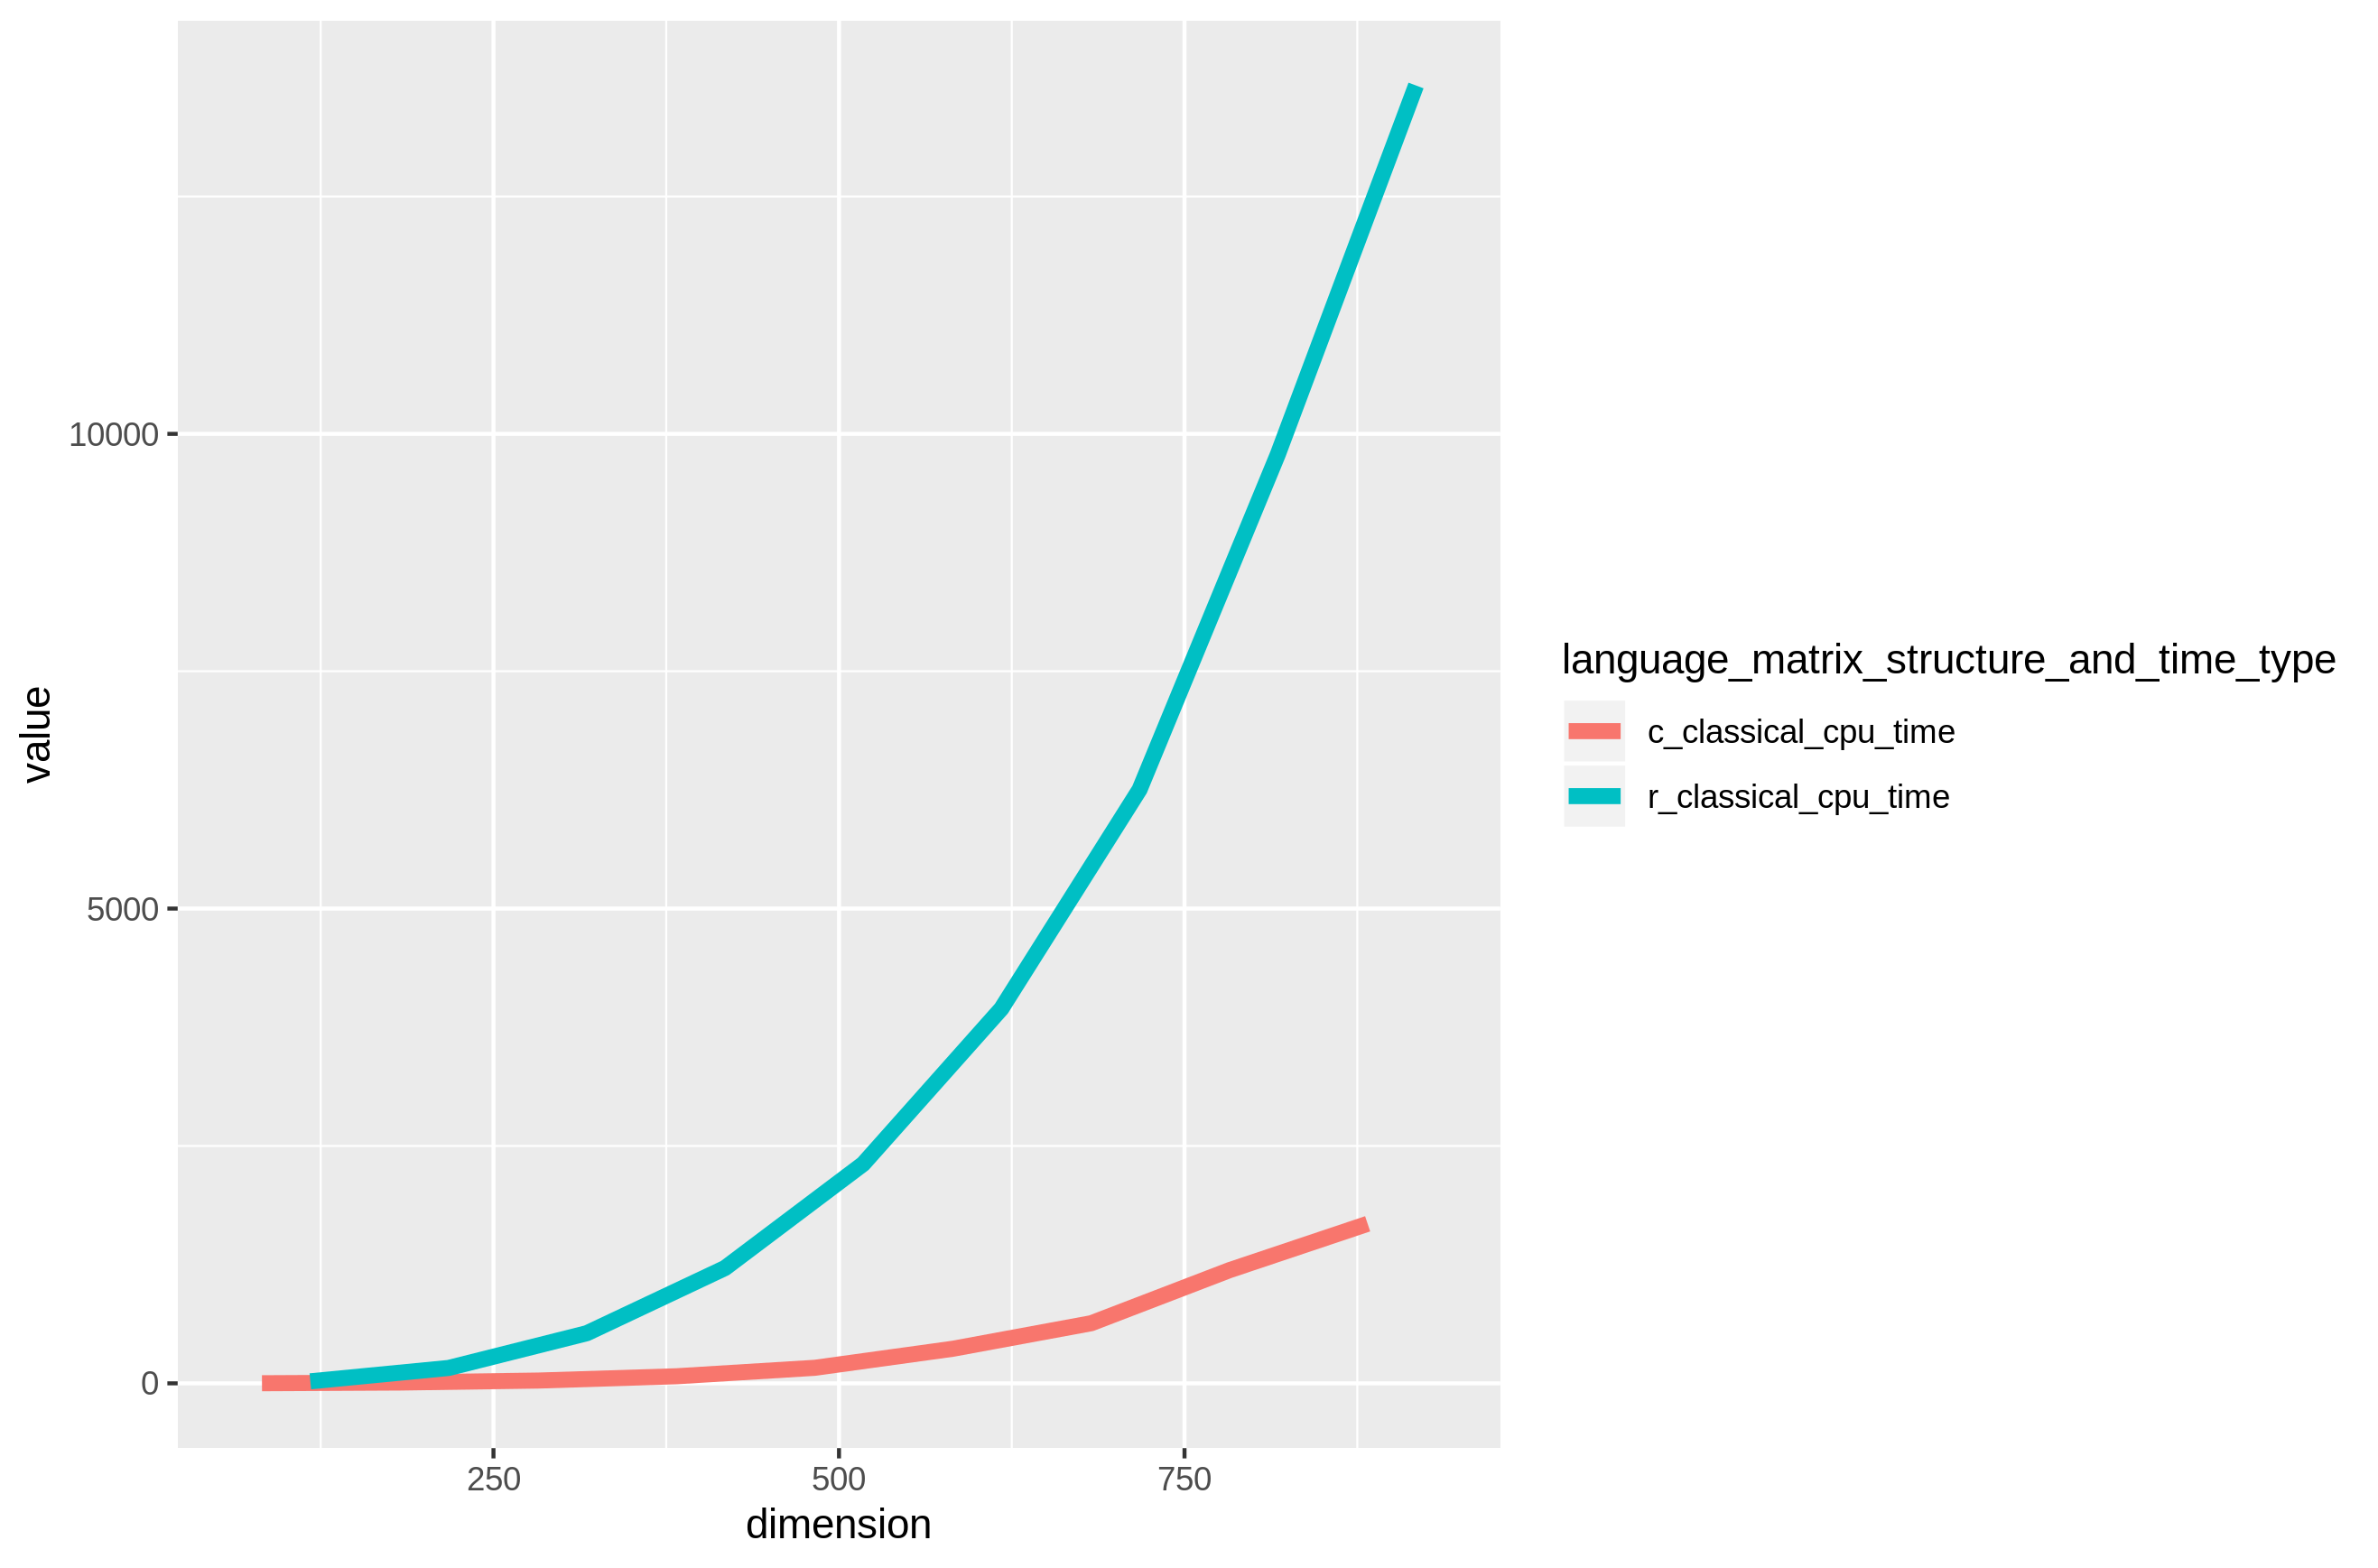 10000
5000
0
value
250 500 750
dimension
language_matrix_structure_and_time_type
c_classical_cpu_time
r_classical_cpu_time